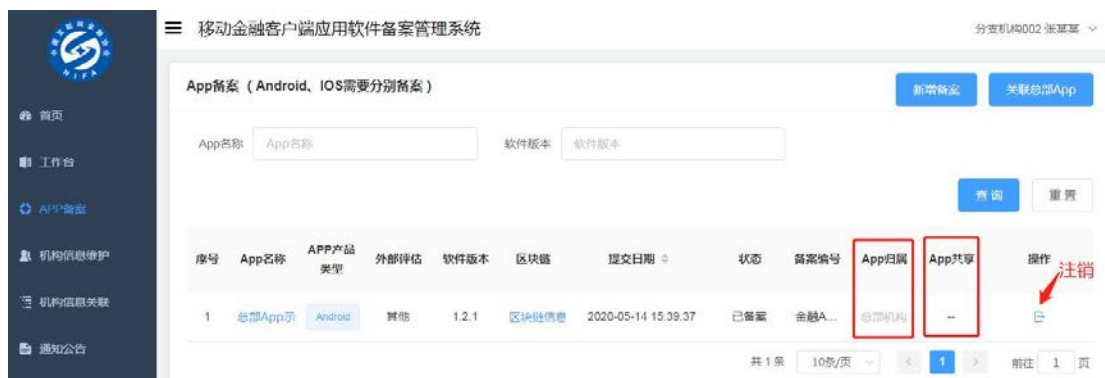 中国互联网金融协会
NIFA
移动金融客户端应用软件备案管理系统
分支机构002 张某某
首页
工作台
APP备案
机构信息维护
机构信息关联
通知公告
App备案（Android、IOS需要分别备案）
新增备案 关联总部App
App名称 App名称 软件版本 软件版本
查询 重置
序号 App名称 APP产品类型 外部评估 软件版本 区块链 提交日期 状态 备案编号 App归属 App共享 操作
注销
1 总部App示 Android 其他 1.2.1 区块链信息 2020-05-14 15:39:37 已备案 金融A... 总部机构 --
共1条 10条/页 < 1 > 前往 1 页